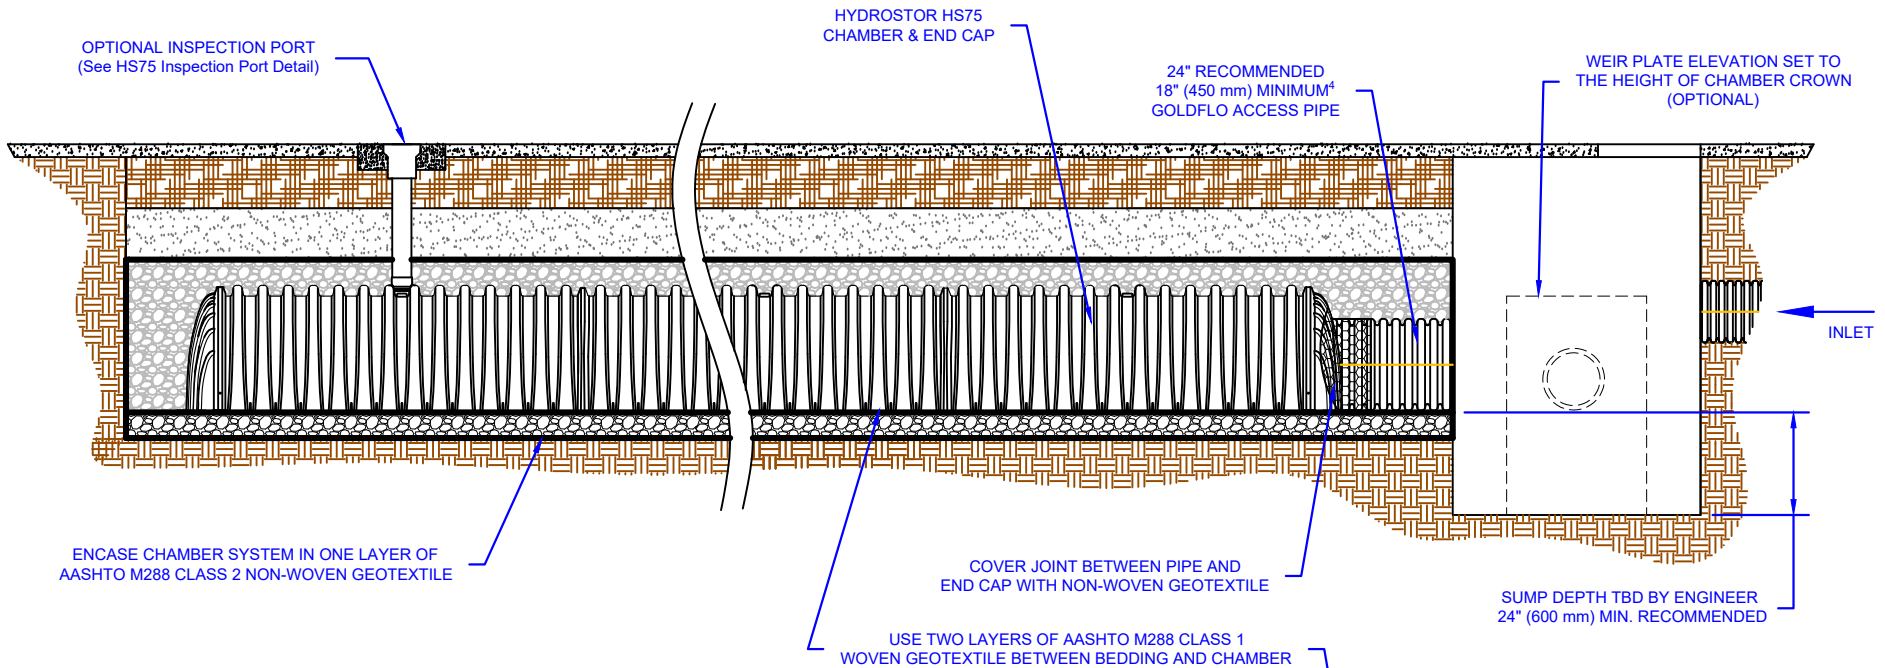 HYDROSTOR HS75
CHAMBER & END CAP
OPTIONAL INSPECTION PORT
(See HS75 Inspection Port Detail)
24" RECOMMENDED
18" (450 mm) MINIMUM⁴
GOLDFLO ACCESS PIPE
WEIR PLATE ELEVATION SET TO
THE HEIGHT OF CHAMBER CROWN
(OPTIONAL)
INLET
ENCASE CHAMBER SYSTEM IN ONE LAYER OF
AASHTO M288 CLASS 2 NON-WOVEN GEOTEXTILE
COVER JOINT BETWEEN PIPE AND
END CAP WITH NON-WOVEN GEOTEXTILE
SUMP DEPTH TBD BY ENGINEER
24" (600 mm) MIN. RECOMMENDED
USE TWO LAYERS OF AASHTO M288 CLASS 1
WOVEN GEOTEXTILE BETWEEN BEDDING AND CHAMBER